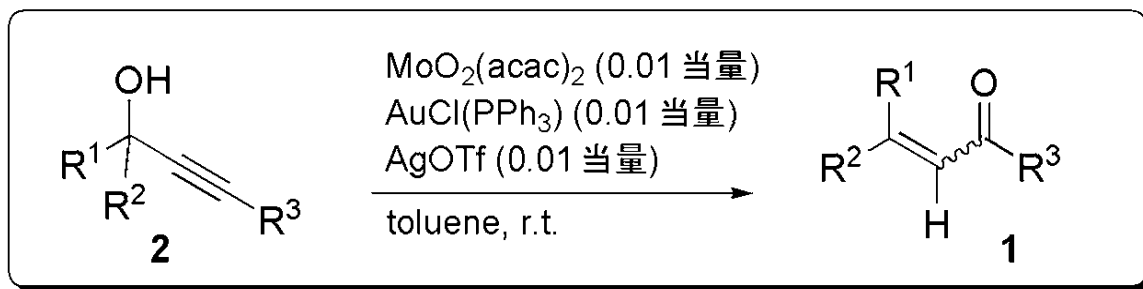 OH
R¹
R²
R³
2
MoO₂(acac)₂ (0.01 当量)
AuCl(PPh₃) (0.01 当量)
AgOTf (0.01 当量)
toluene, r.t.
R¹
O
R²
R³
H
1